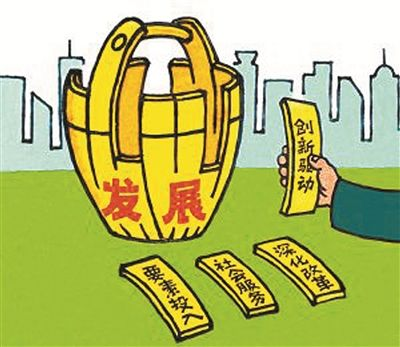 发展
创新驱动
要素投入
社会服务
深化改革